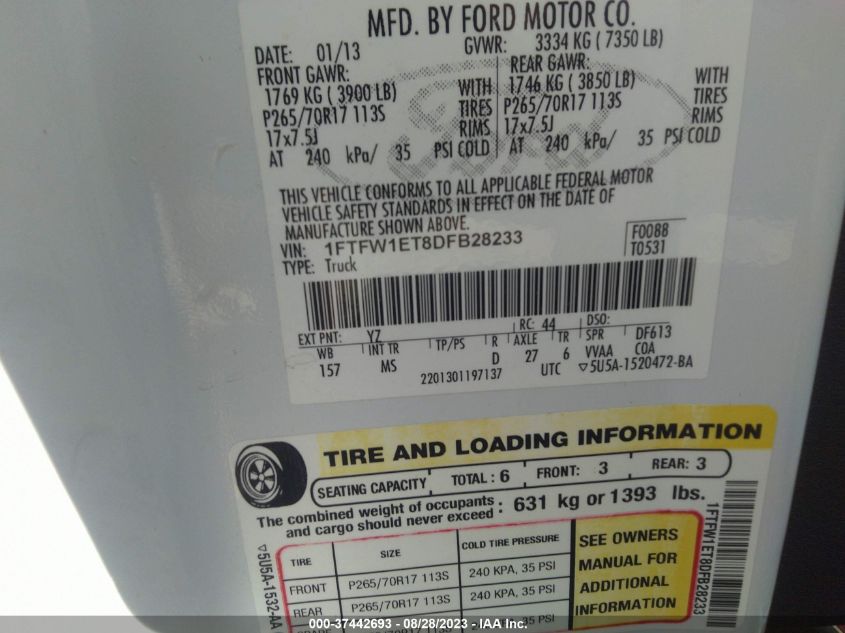 MFD. BY FORD MOTOR CO.
DATE: 01/13 GVWR: 3334 KG ( 7350 LB)
FRONT GAWR: REAR GAWR:
1769 KG ( 3900 LB) WITH 1746 KG ( 3850 LB) WITH
P265/70R17 113S TIRES P265/70R17 113S TIRES
17x7.5J RIMS 17x7.5J RIMS
AT 240 kPa/ 35 PSI COLD AT 240 kPa/ 35 PSI COLD
Ford
THIS VEHICLE CONFORMS TO ALL APPLICABLE FEDERAL MOTOR
VEHICLE SAFETY STANDARDS IN EFFECT ON THE DATE OF
MANUFACTURE SHOWN ABOVE.
VIN: 1FTFW1ET8DFB28233 F0088
TYPE: Truck T0531
EXT PNT: YZ RC: 44 DSO: DF613
WB INT TR TP/PS R AXLE TR SPR COA
157 MS D 27 6 VVAA
2201301197137 UTC ▽5U5A-1520472-BA
TIRE AND LOADING INFORMATION
SEATING CAPACITY TOTAL : 6 FRONT: 3 REAR: 3
The combined weight of occupants
and cargo should never exceed : 631 kg or 1393 lbs.
TIRE SIZE COLD TIRE PRESSURE
FRONT P265/70R17 113S 240 KPA, 35 PSI
REAR P265/70R17 113S 240 KPA, 35 PSI
35 PSI
SEE OWNERS
MANUAL FOR
ADDITIONAL
INFORMATION
▽5U5A-1532-AA
1FTFW1ET8DFB28233
000-37442693 - 08/28/2023 - IAA Inc.